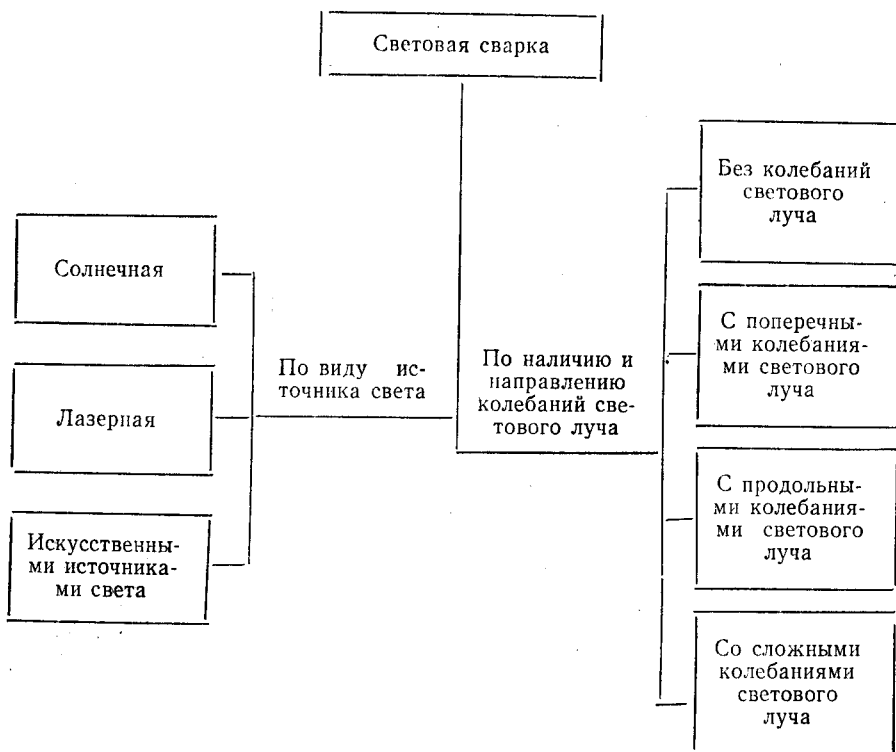 Световая сварка
Солнечная
Лазерная
Искусственны-
ми источника-
ми света
По виду ис-
точника света
По наличию и
направлению
колебаний све-
тового луча
Без колебаний
светового
луча
С поперечны-
ми колебания-
ми светового
луча
С продольны-
ми колебания-
ми светового
луча
Со сложными
колебаниями
светового
луча